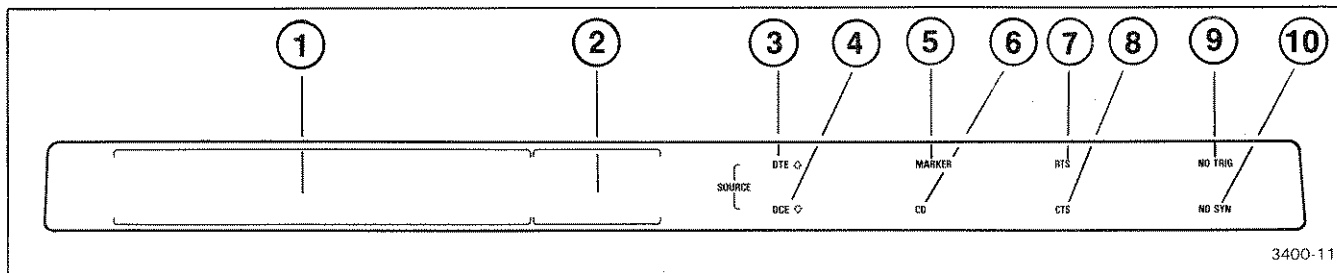 1 2 3 4 5 6 7 8 9 10
DTE MARKER RTS NO TRIG
SOURCE
DCE CD CTS NO SYN
3400-11